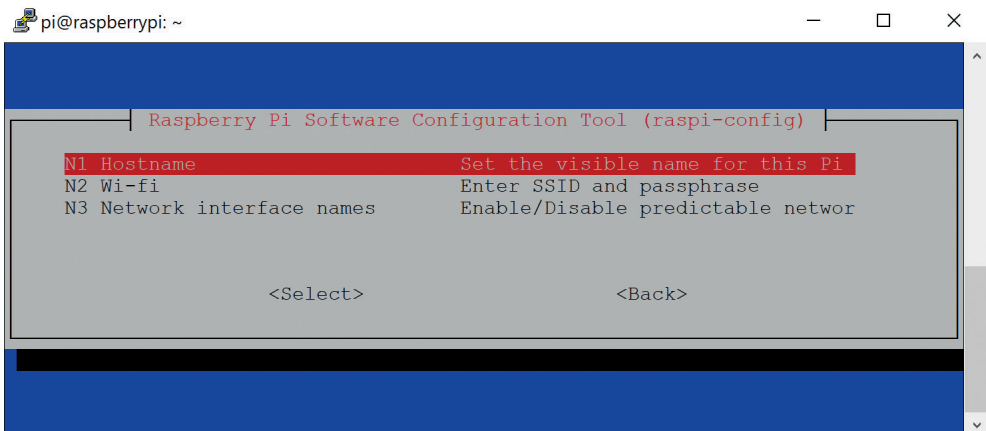 pi@raspberrypi: ~
Raspberry Pi Software Configuration Tool (raspi-config)
N1 Hostname Set the visible name for this Pi
N2 Wi-fi Enter SSID and passphrase
N3 Network interface names Enable/Disable predictable networ
<Select> <Back>